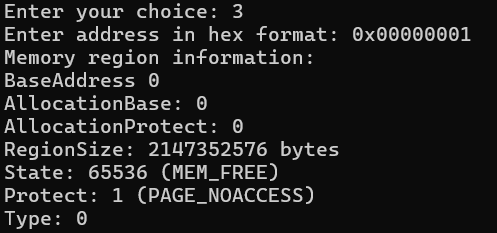 Enter your choice: 3
Enter address in hex format: 0x00000001
Memory region information:
BaseAddress 0
AllocationBase: 0
AllocationProtect: 0
RegionSize: 2147352576 bytes
State: 65536 (MEM_FREE)
Protect: 1 (PAGE_NOACCESS)
Type: 0